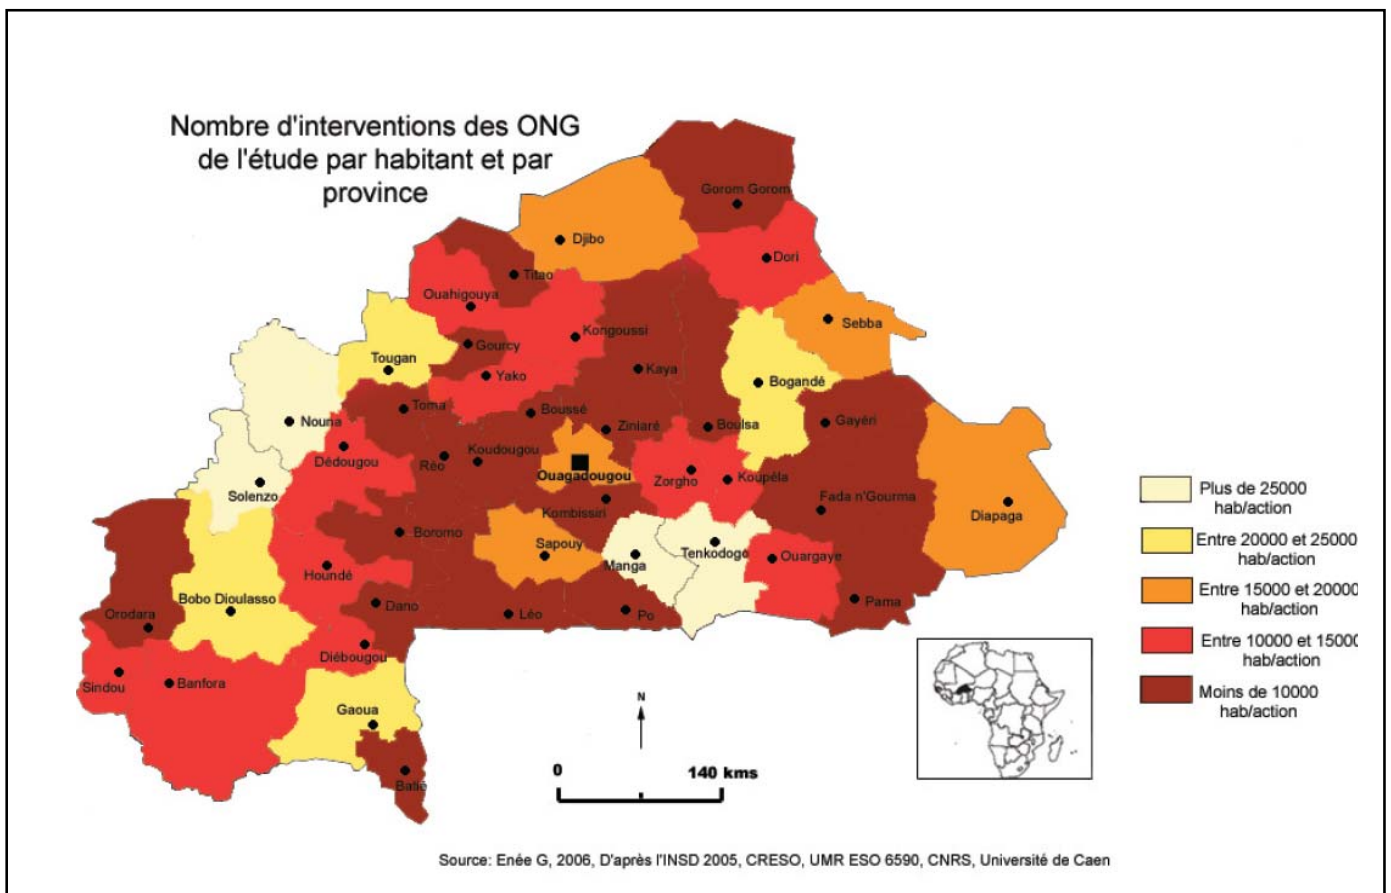 Nombre d'interventions des ONG
de l'étude par habitant et par
province
Gorom Gorom
Djibo
Dori
Titao
Ouahigouya
Sebba
Kongoussi
Gourcy
Tougan
Kaya
Yako
Bogandé
Toma
Boussé
Nouna
Ziniaré
Boulsa
Gayéri
Dédougou
Koudougou
Réo
Ouagadougou
Zorgho
Koupéla
Solenzo
Fada n'Gourma
Kombissiri
Diapaga
Boromo
Sapouy
Tenkodogo
Manga
Ouargaye
Houndé
Bobo Dioulasso
Dano
Orodara
Léo
Po
Pama
Diébougou
Sindou
Banfora
Gaoua
Batié
Plus de 25000
hab/action
Entre 20000 et 25000
hab/action
Entre 15000 et 20000
hab/action
Entre 10000 et 15000
hab/action
Moins de 10000
hab/action
N
0 140 kms
Source: Enée G, 2006, D'après l'INSD 2005, CRESO, UMR ESO 6590, CNRS, Université de Caen